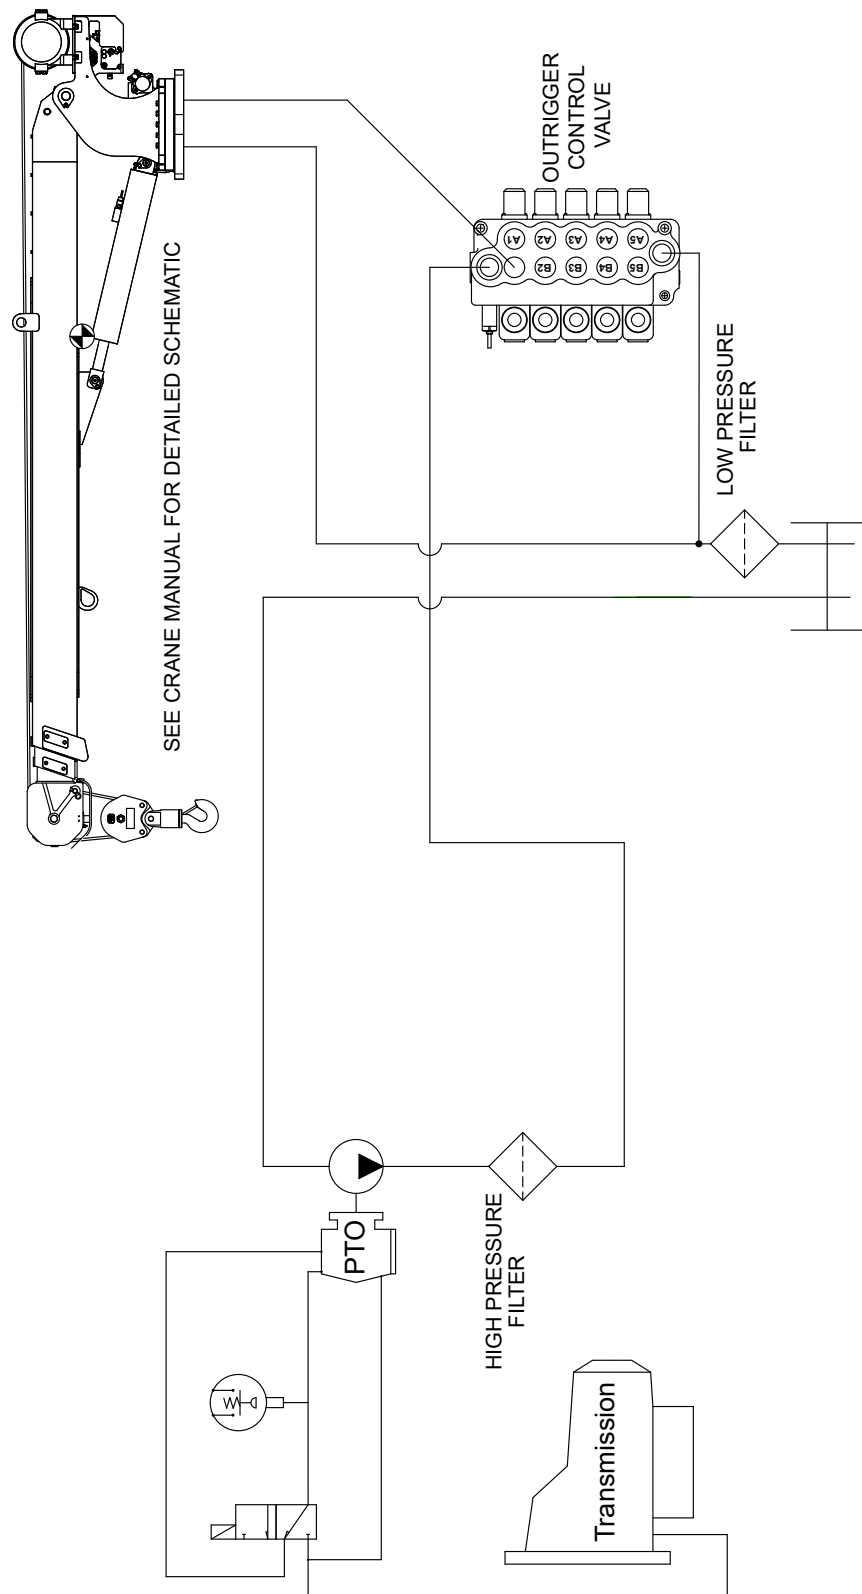 OUTRIGGER
CONTROL
VALVE
A1
A2
A3
A4
A5
B2
B3
B4
B5
SEE CRANE MANUAL FOR DETAILED SCHEMATIC
LOW PRESSURE
FILTER
PTO
HIGH PRESSURE
FILTER
Transmission